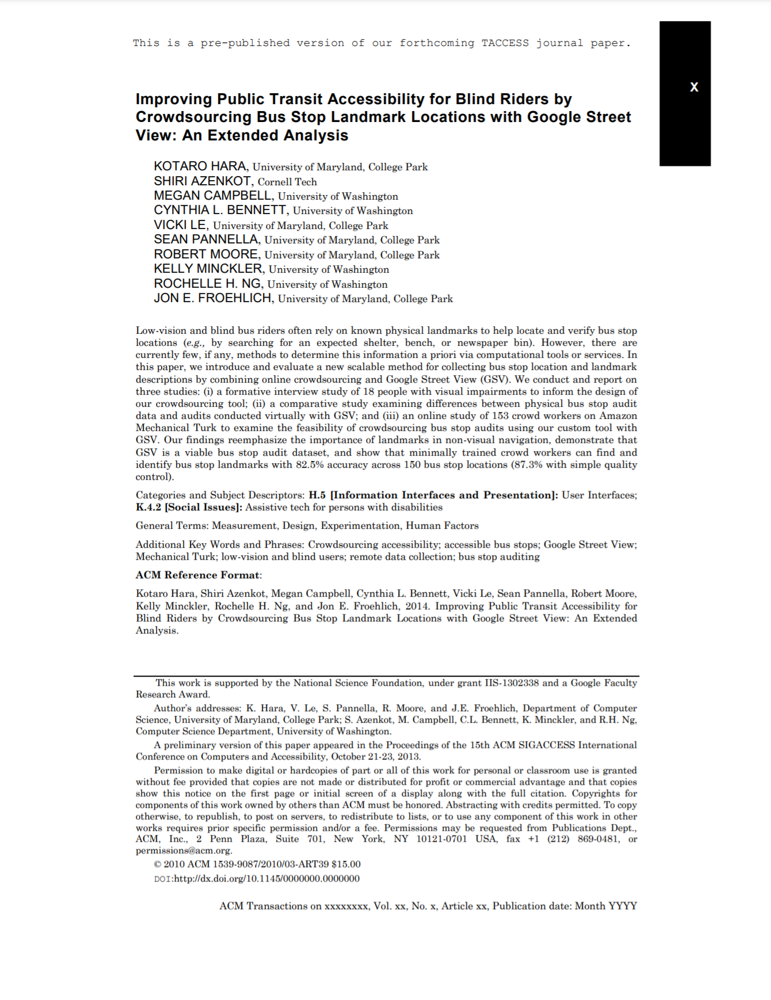 This is a pre-published version of our forthcoming TACCESS journal paper.
X
Improving Public Transit Accessibility for Blind Riders by
Crowdsourcing Bus Stop Landmark Locations with Google Street
View: An Extended Analysis
KOTARO HARA, University of Maryland, College Park
SHIRI AZENKOT, Cornell Tech
MEGAN CAMPBELL, University of Washington
CYNTHIA L. BENNETT, University of Washington
VICKI LE, University of Maryland, College Park
SEAN PANNELLA, University of Maryland, College Park
ROBERT MOORE, University of Maryland, College Park
KELLY MINCKLER, University of Washington
ROCHELLE H. NG, University of Washington
JON E. FROEHLICH, University of Maryland, College Park
Low-vision and blind bus riders often rely on known physical landmarks to help locate and verify bus stop
locations (e.g., by searching for an expected shelter, bench, or newspaper bin). However, there are
currently few, if any, methods to determine this information a priori via computational tools or services. In
this paper, we introduce and evaluate a new scalable method for collecting bus stop location and landmark
descriptions by combining online crowdsourcing and Google Street View (GSV). We conduct and report on
three studies: (i) a formative interview study of 18 people with visual impairments to inform the design of
our crowdsourcing tool; (ii) a comparative study examining differences between physical bus stop audit
data and audits conducted virtually with GSV; and (iii) an online study of 153 crowd workers on Amazon
Mechanical Turk to examine the feasibility of crowdsourcing bus stop audits using our custom tool with
GSV. Our findings reemphasize the importance of landmarks in non-visual navigation, demonstrate that
GSV is a viable bus stop audit dataset, and show that minimally trained crowd workers can find and
identify bus stop landmarks with 82.5% accuracy across 150 bus stop locations (87.3% with simple quality
control).
Categories and Subject Descriptors: H.5 [Information Interfaces and Presentation]: User Interfaces;
K.4.2 [Social Issues]: Assistive tech for persons with disabilities
General Terms: Measurement, Design, Experimentation, Human Factors
Additional Key Words and Phrases: Crowdsourcing accessibility; accessible bus stops; Google Street View;
Mechanical Turk; low-vision and blind users; remote data collection; bus stop auditing
ACM Reference Format:
Kotaro Hara, Shiri Azenkot, Megan Campbell, Cynthia L. Bennett, Vicki Le, Sean Pannella, Robert Moore,
Kelly Minckler, Rochelle H. Ng, and Jon E. Froehlich, 2014. Improving Public Transit Accessibility for
Blind Riders by Crowdsourcing Bus Stop Landmark Locations with Google Street View: An Extended
Analysis.
This work is supported by the National Science Foundation, under grant IIS-1302338 and a Google Faculty
Research Award.
Author's addresses: K. Hara, V. Le, S. Pannella, R. Moore, and J.E. Froehlich, Department of Computer
Science, University of Maryland, College Park; S. Azenkot, M. Campbell, C.L. Bennett, K. Minckler, and R.H. Ng,
Computer Science Department, University of Washington.
A preliminary version of this paper appeared in the Proceedings of the 15th ACM SIGACCESS International
Conference on Computers and Accessibility, October 21-23, 2013.
Permission to make digital or hardcopies of part or all of this work for personal or classroom use is granted
without fee provided that copies are not made or distributed for profit or commercial advantage and that copies
show this notice on the first page or initial screen of a display along with the full citation. Copyrights for
components of this work owned by others than ACM must be honored. Abstracting with credits permitted. To copy
otherwise, to republish, to post on servers, to redistribute to lists, or to use any component of this work in other
works requires prior specific permission and/or a fee. Permissions may be requested from Publications Dept.,
ACM, Inc., 2 Penn Plaza, Suite 701, New York, NY 10121-0701 USA, fax +1 (212) 869-0481, or
permissions@acm.org.
© 2010 ACM 1539-9087/2010/03-ART39 $15.00
DOI:http://dx.doi.org/10.1145/0000000.0000000
ACM Transactions on xxxxxxxx, Vol. xx, No. x, Article xx, Publication date: Month YYYY